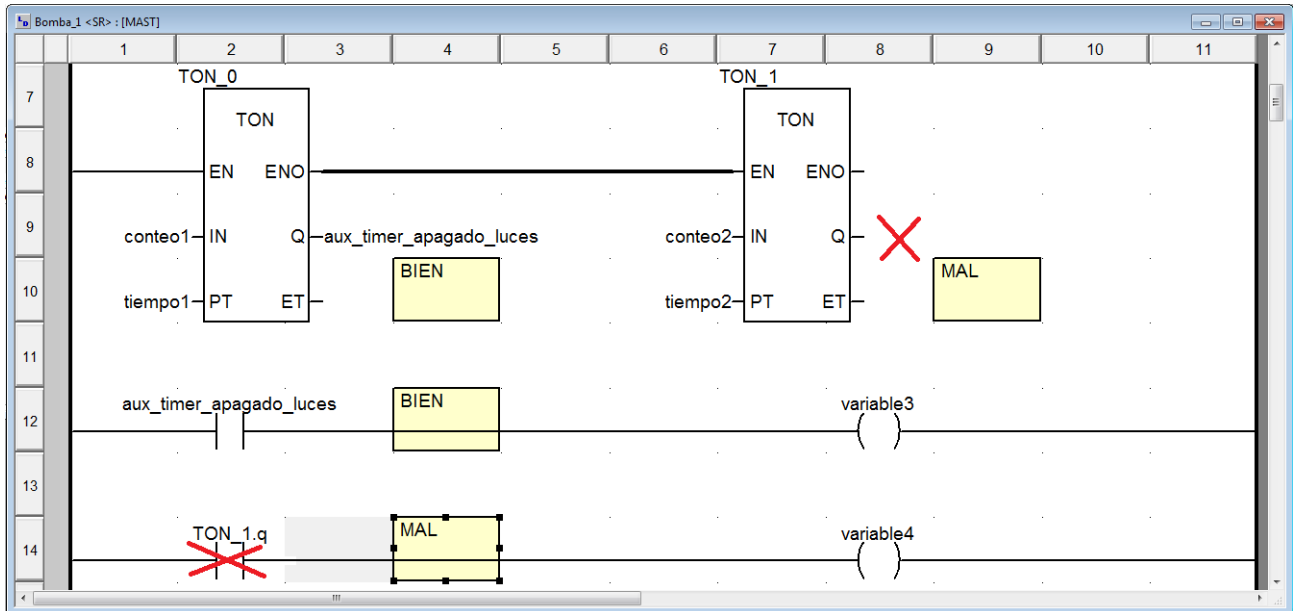 Bomba_1 <SR> : [MAST]
1 2 3 4 5 6 7 8 9 10 11
TON_0 TON_1
7
TON TON
8
EN ENO EN ENO
9
conteo1 IN Q aux_timer_apagado_luces conteo2 IN Q
BIEN MAL
10
tiempo1 PT ET tiempo2 PT ET
11
aux_timer_apagado_luces BIEN variable3
12
13
TON_1.q MAL variable4
14